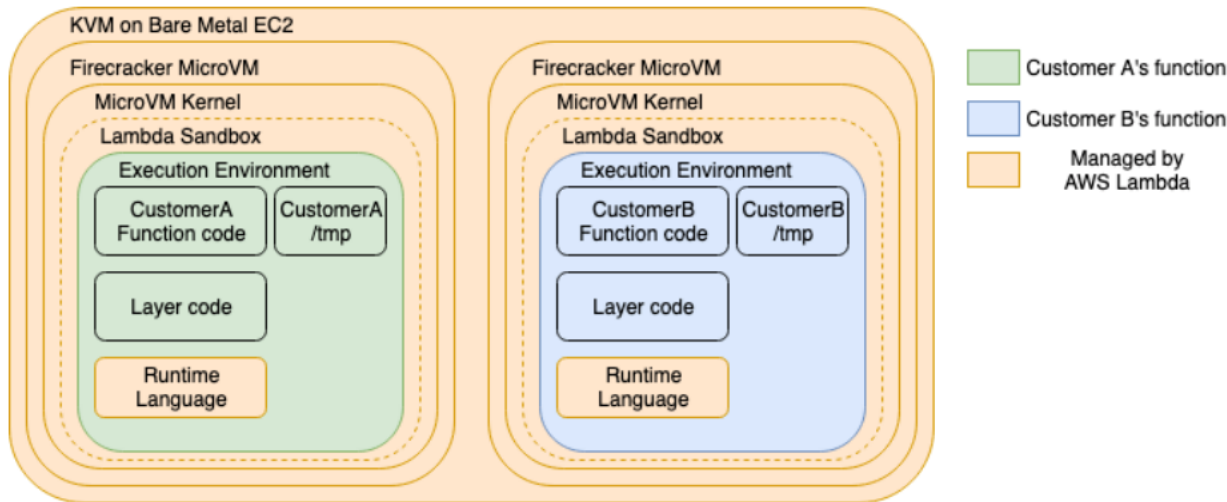 KVM on Bare Metal EC2
Firecracker MicroVM
MicroVM Kernel
Lambda Sandbox
Execution Environment
CustomerA
Function code
CustomerA
/tmp
Layer code
Runtime
Language
Firecracker MicroVM
MicroVM Kernel
Lambda Sandbox
Execution Environment
CustomerB
Function code
CustomerB
/tmp
Layer code
Runtime
Language
Customer A's function
Customer B's function
Managed by
AWS Lambda